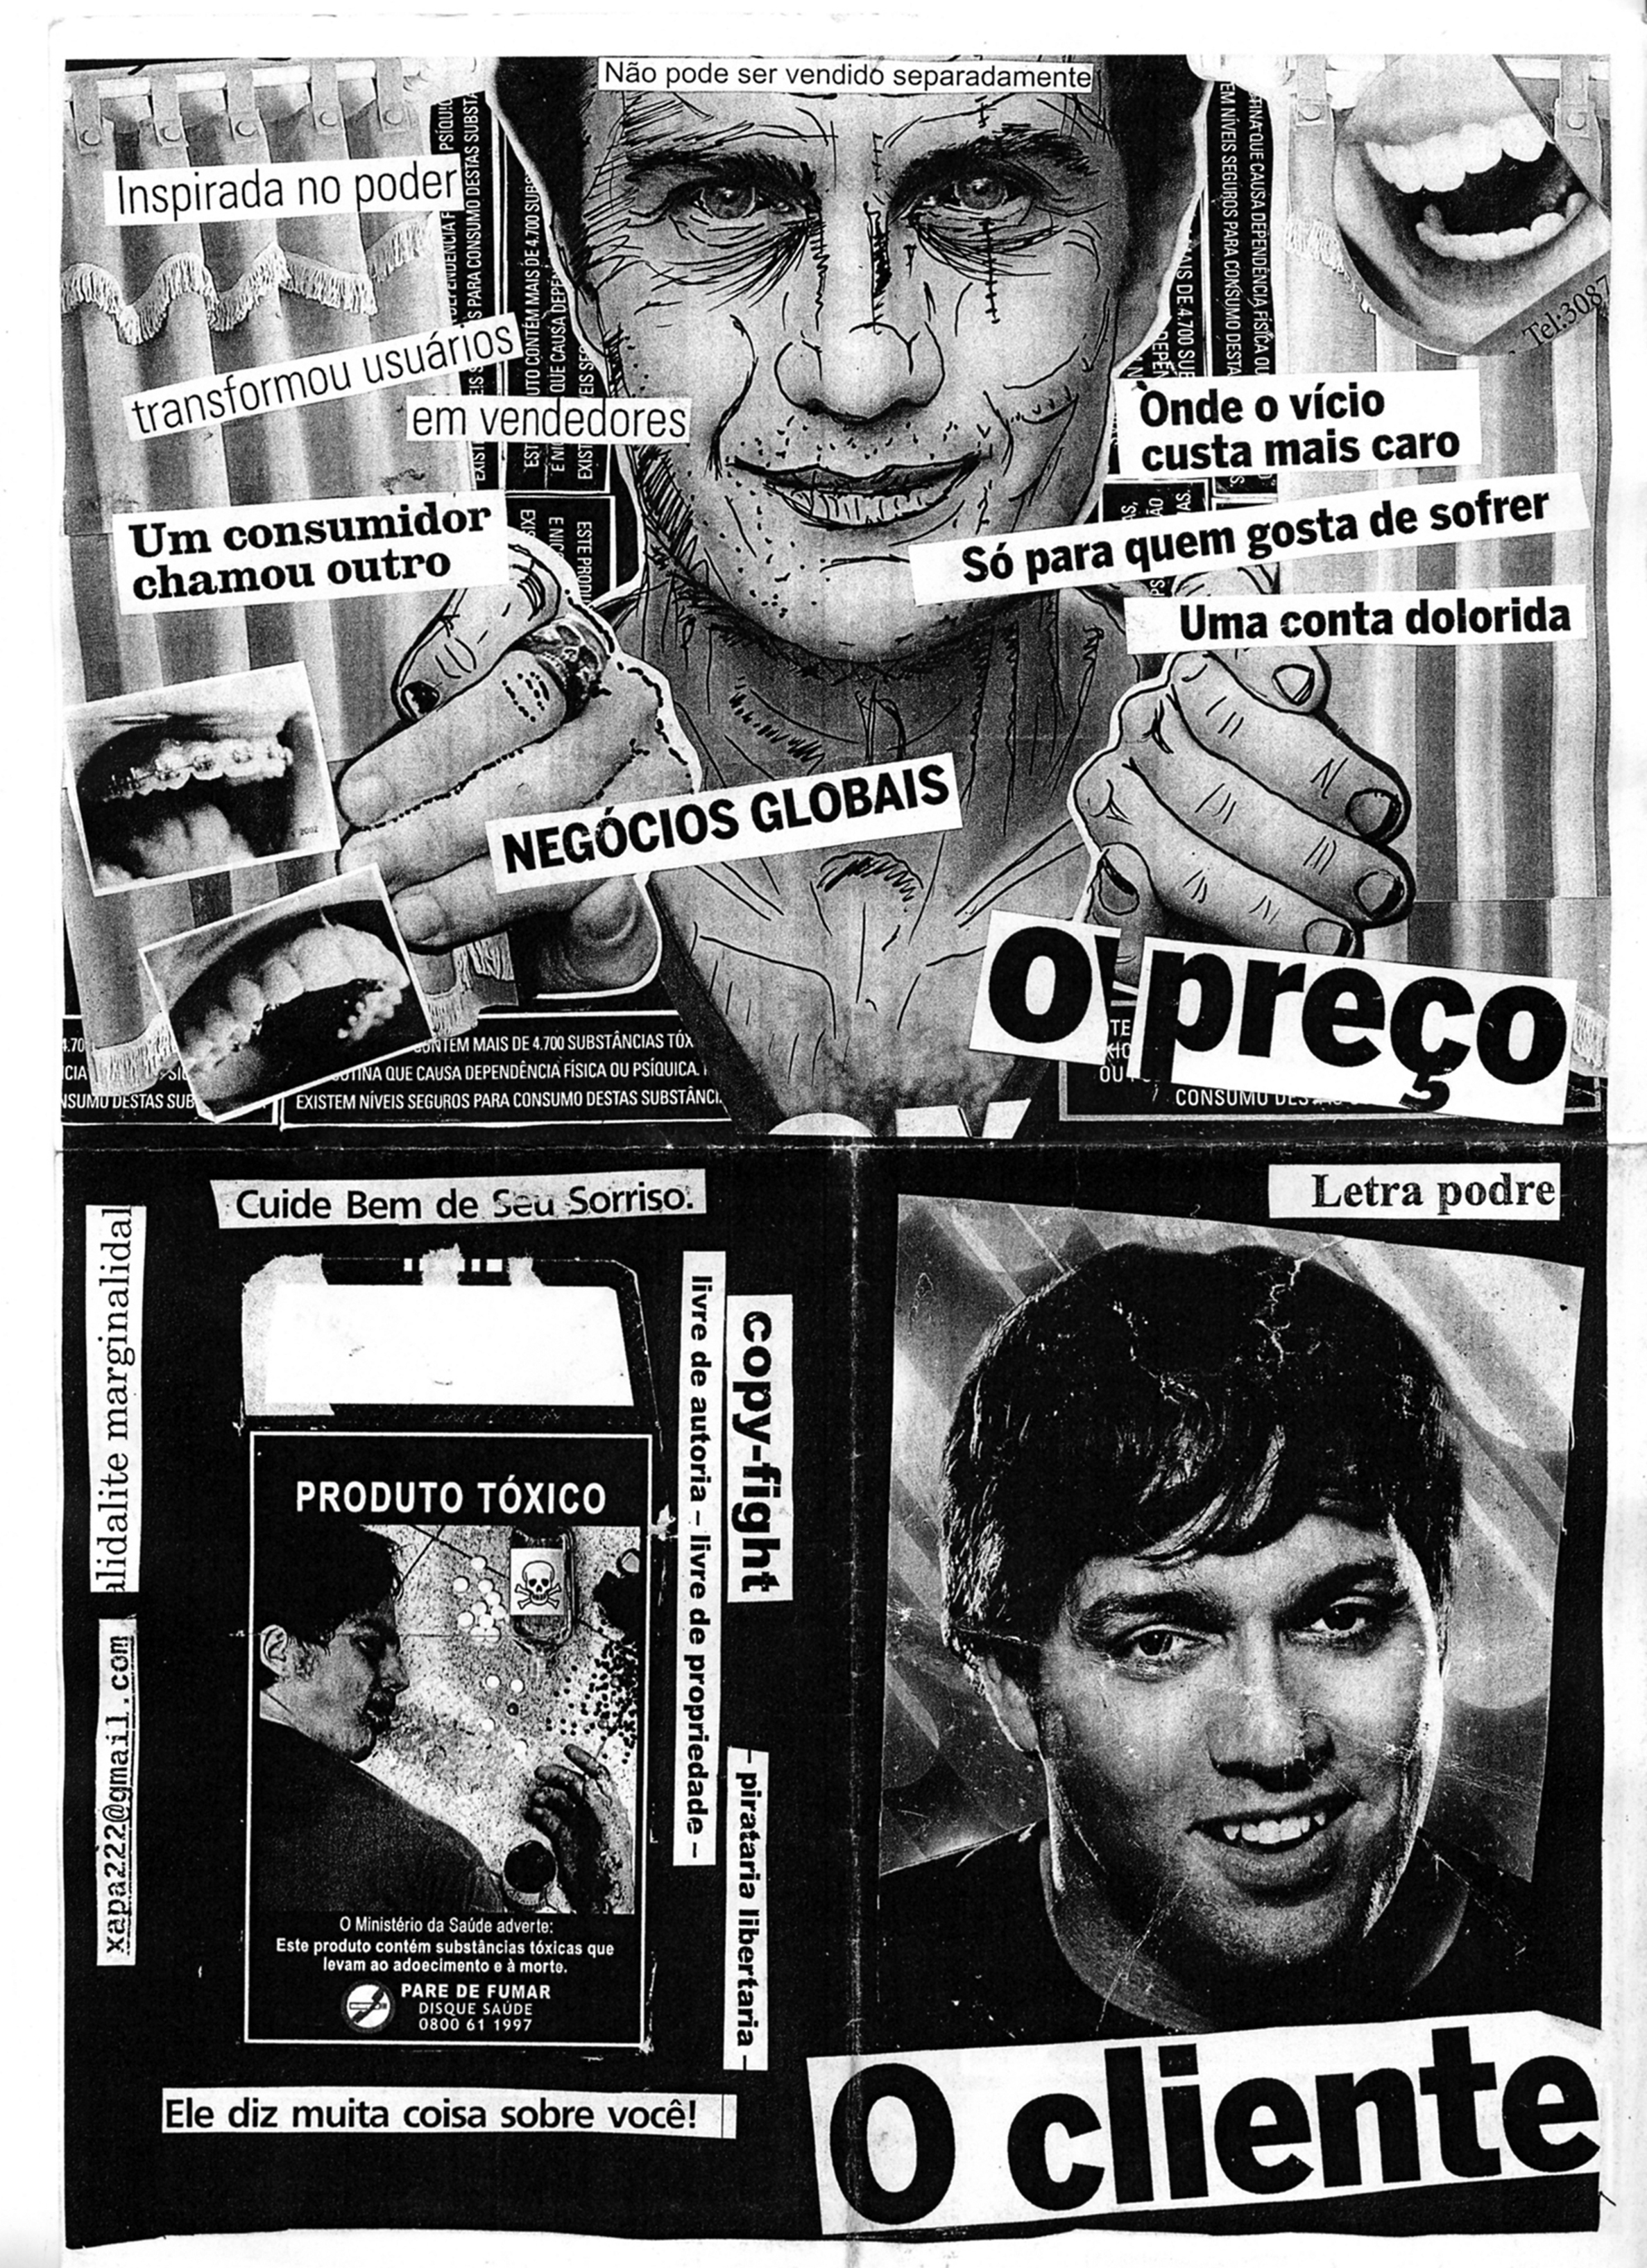 Não pode ser vendido separadamente
Inspirada no poder
transformou usuários
em vendedores
Um consumidor
chamou outro
Tel:3087
Onde o vício
custa mais caro
Só para quem gosta de sofrer
Uma conta dolorida
NEGÓCIOS GLOBAIS
O preço
MAIS DE 4.700 SUBSTÂNCIAS TÓX
QUE CAUSA DEPENDÊNCIA FÍSICA OU PSÍQUICA.
EXISTEM NÍVEIS SEGUROS PARA CONSUMO DESTAS SUBSTÂNCI
Cuide Bem de Seu Sorriso.
alidalite marginalidal
xapa222@gmail.com
PRODUTO TÓXICO
O Ministério da Saúde adverte:
Este produto contém substâncias tóxicas que
levam ao adoecimento e à morte.
PARE DE FUMAR
DISQUE SAÚDE
0800 61 1997
livre de autoria – livre de propriedade –
copy-fight
– pirataria libertaria –
Ele diz muita coisa sobre você!
Letra podre
O cliente